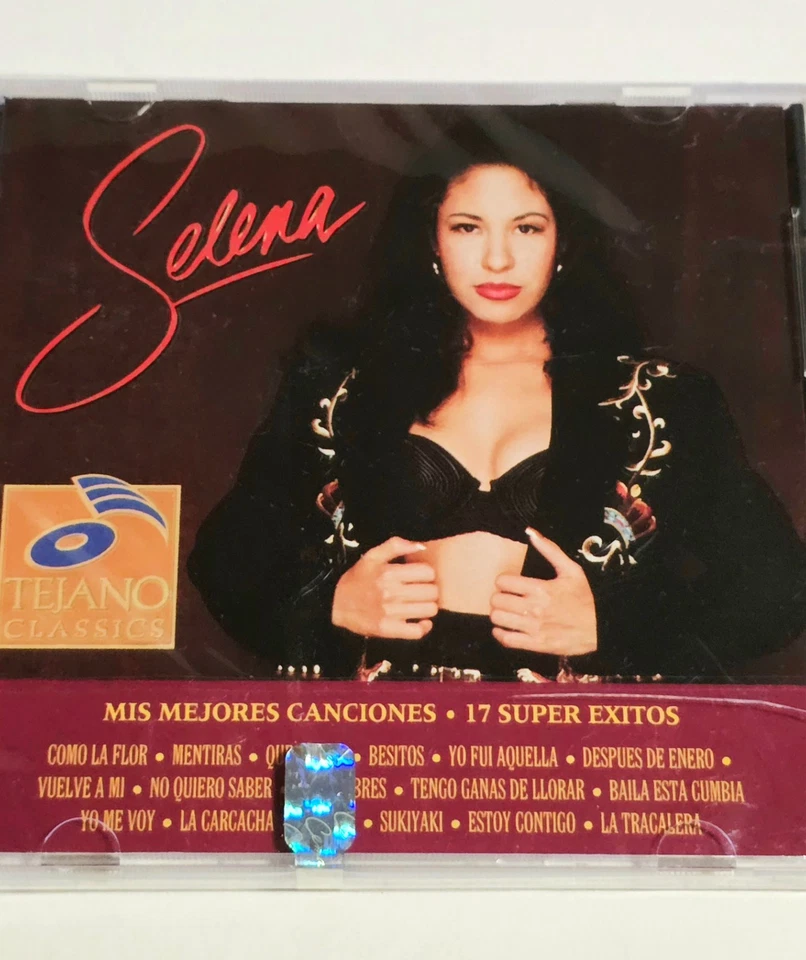 Selena
TEJANO
CLASSICS
MIS MEJORES CANCIONES • 17 SUPER EXITOS
COMO LA FLOR • MENTIRAS • • BESITOS • YO FUI AQUELLA • DESPUES DE ENERO •
VUELVE A MI • NO QUIERO SABER • TENGO GANAS DE LLORAR • BAILA ESTA CUMBIA
YO ME VOY • LA CARCACHA • SUKIYAKI • ESTOY CONTIGO • LA TRACALERA